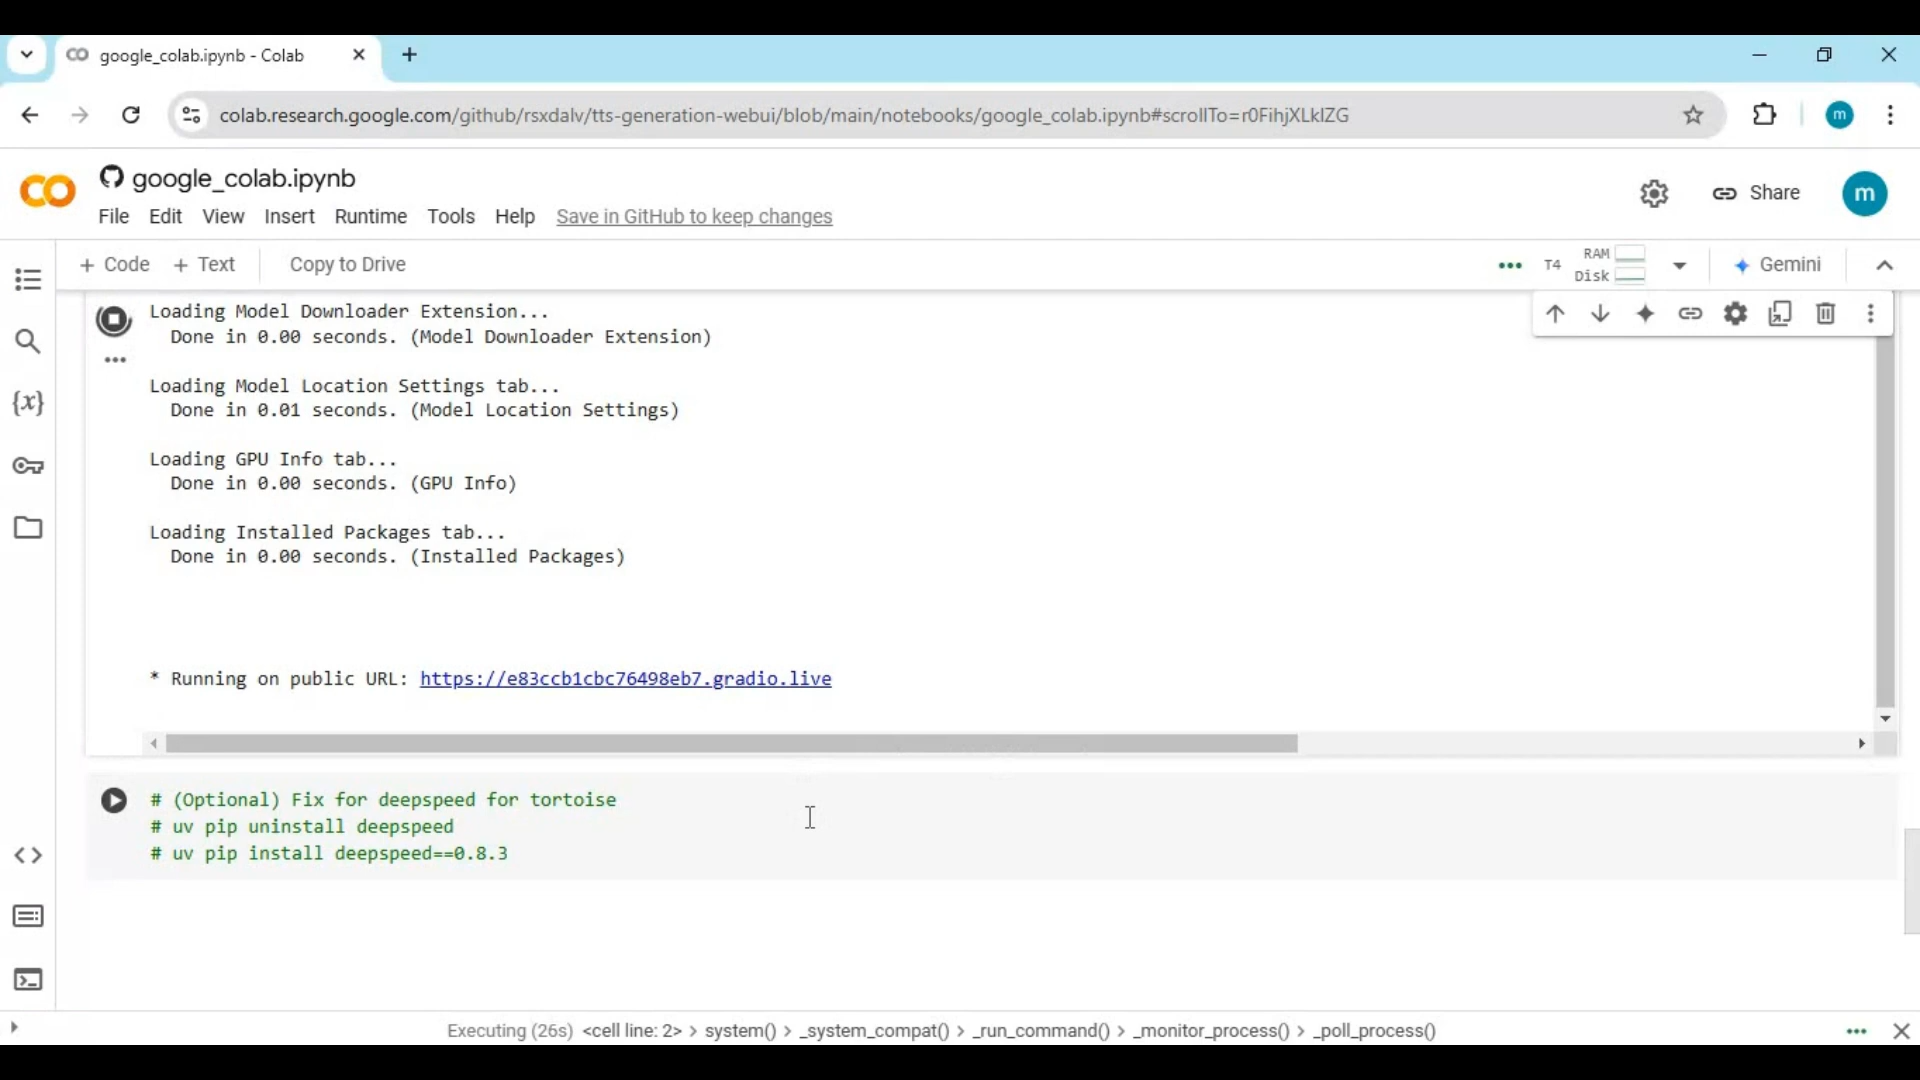 google_colab.ipynb - Colab
colab.research.google.com/github/rsxdalv/tts-generation-webui/blob/main/notebooks/google_colab.ipynb#scrollTo=r0FihjXLkIZG
m
google_colab.ipynb
Share
m
File Edit View Insert Runtime Tools Help Save in GitHub to keep changes
+ Code + Text Copy to Drive
T4 RAM
Disk
Gemini
Loading Model Downloader Extension...
Done in 0.00 seconds. (Model Downloader Extension)
Loading Model Location Settings tab...
Done in 0.01 seconds. (Model Location Settings)
Loading GPU Info tab...
Done in 0.00 seconds. (GPU Info)
Loading Installed Packages tab...
Done in 0.00 seconds. (Installed Packages)
* Running on public URL: https://e83ccb1cbc76498eb7.gradio.live
# (Optional) Fix for deepspeed for tortoise
# uv pip uninstall deepspeed
# uv pip install deepspeed==0.8.3
Executing (26s) <cell line: 2> > system() > _system_compat() > _run_command() > _monitor_process() > _poll_process()